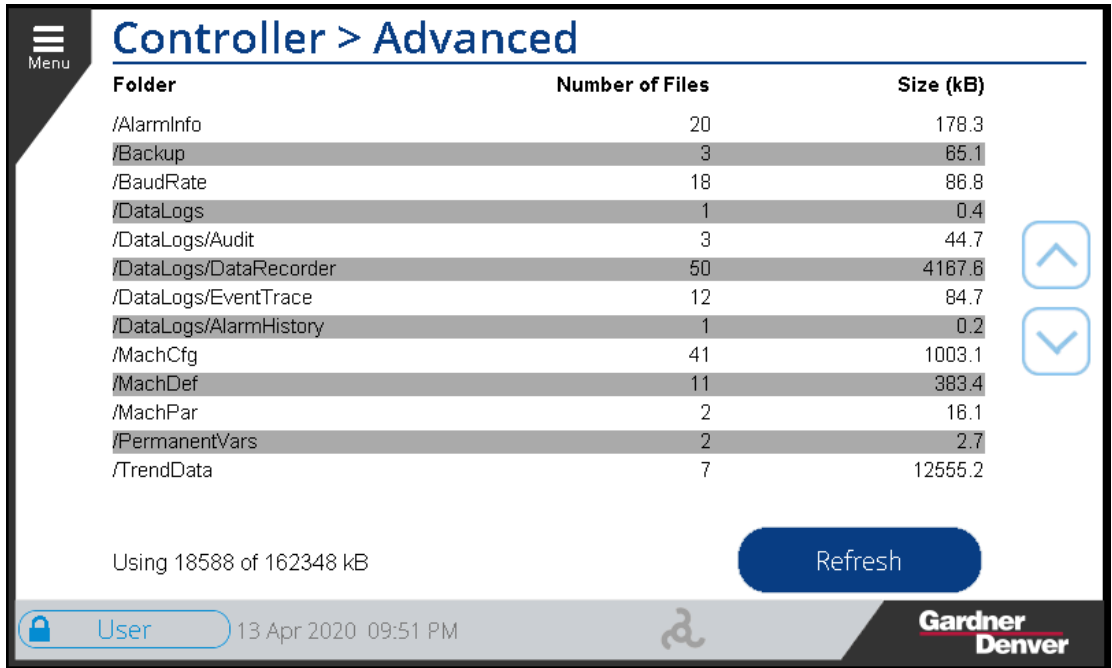 Menu
Controller > Advanced
Folder Number of Files Size (kB)
/AlarmInfo 20 178.3
/Backup 3 65.1
/BaudRate 18 86.8
/DataLogs 1 0.4
/DataLogs/Audit 3 44.7
/DataLogs/DataRecorder 50 4167.6
/DataLogs/EventTrace 12 84.7
/DataLogs/AlarmHistory 1 0.2
/MachCfg 41 1003.1
/MachDef 11 383.4
/MachPar 2 16.1
/PermanentVars 2 2.7
/TrendData 7 12555.2
Using 18588 of 162348 kB
Refresh
User 13 Apr 2020 09:51 PM
Gardner
Denver